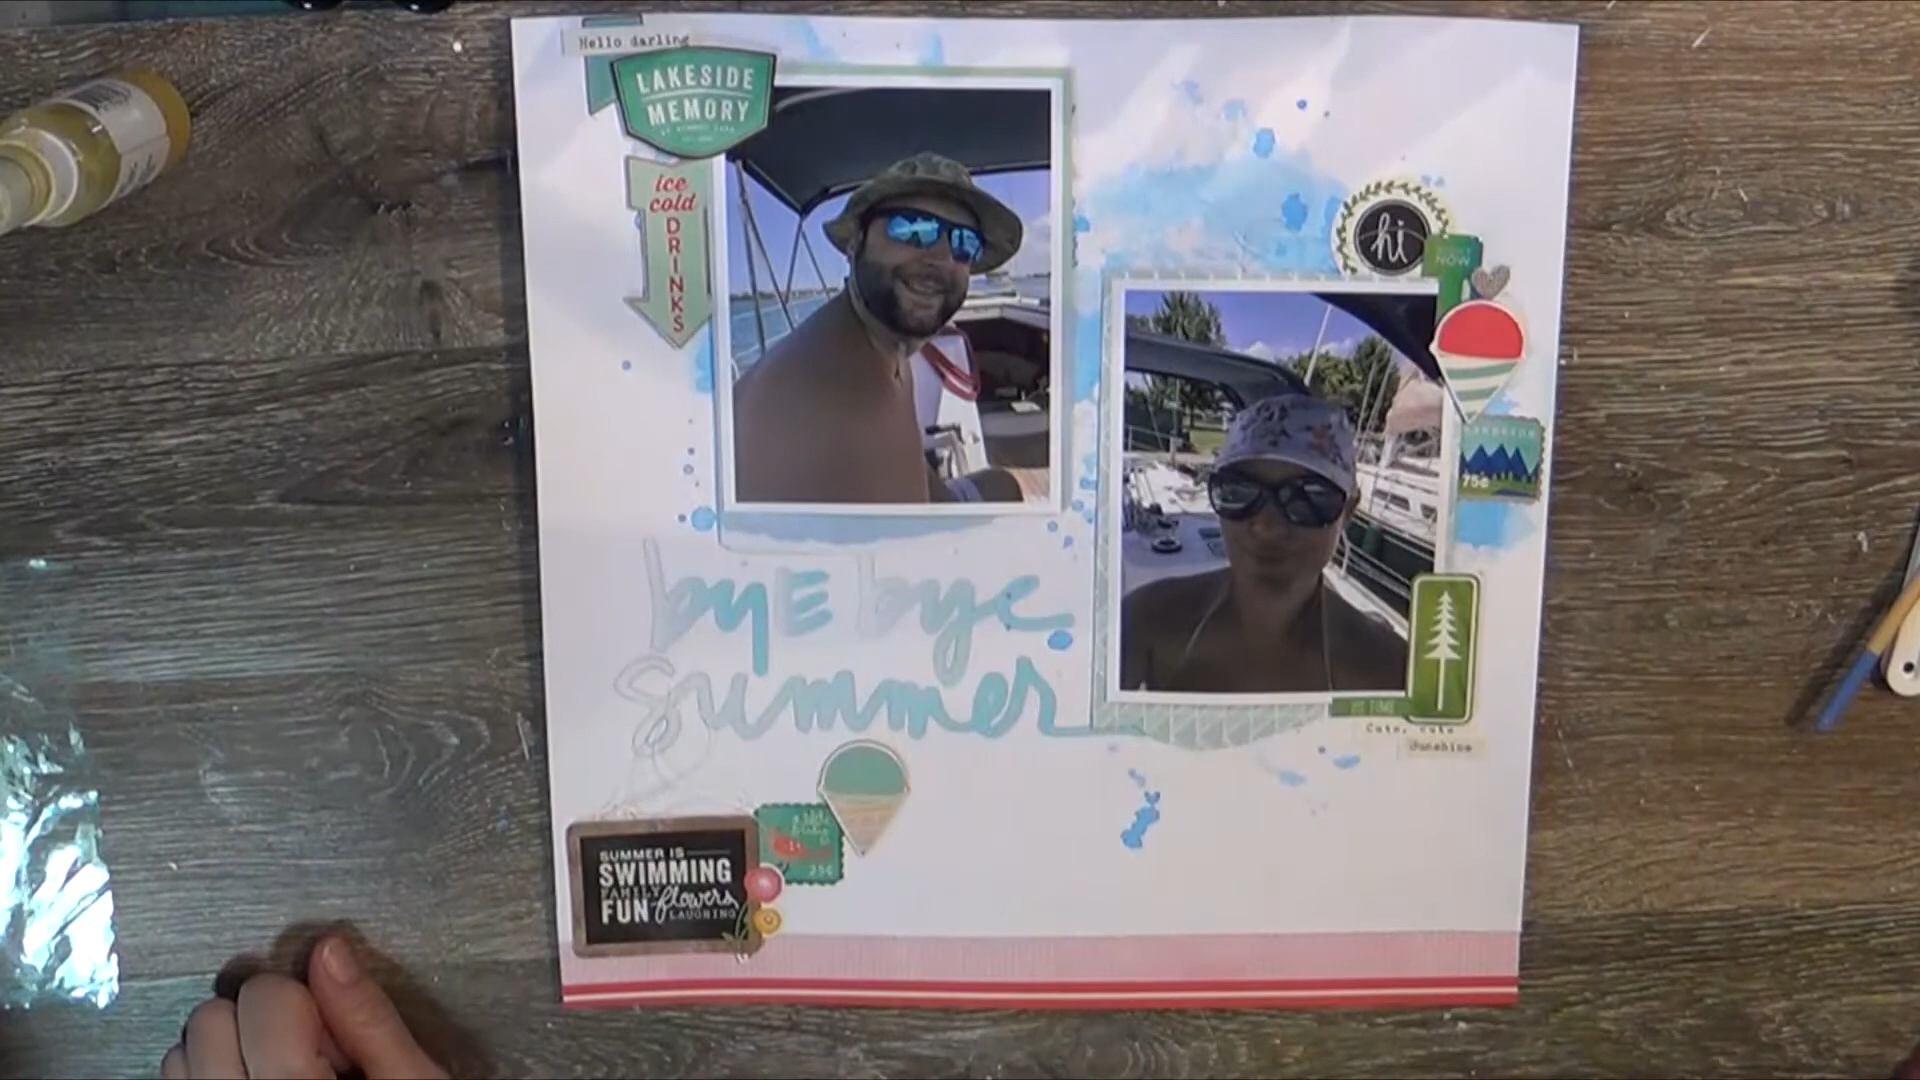 Hello darling
LAKESIDE
MEMORY
ice
cold
DRINKS
hi
NOW
LAKESIDE
75¢
bye bye
summer
Cute, cute
Sunshine
25¢
SUMMER IS
SWIMMING
FAMILY
FUN flowers
LAUGHING